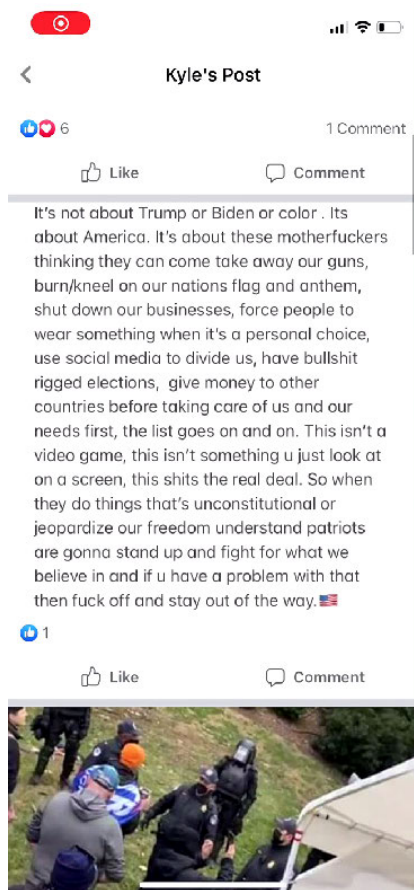 Kyle's Post
6
1 Comment
Like
Comment
It's not about Trump or Biden or color . Its
about America. It's about these motherfuckers
thinking they can come take away our guns,
burn/kneel on our nations flag and anthem,
shut down our businesses, force people to
wear something when it's a personal choice,
use social media to divide us, have bullshit
rigged elections,  give money to other
countries before taking care of us and our
needs first, the list goes on and on. This isn't a
video game, this isn't something u just look at
on a screen, this shits the real deal. So when
they do things that's unconstitutional or
jeopardize our freedom understand patriots
are gonna stand up and fight for what we
believe in and if u have a problem with that
then fuck off and stay out of the way.🇺🇸
1
Like
Comment